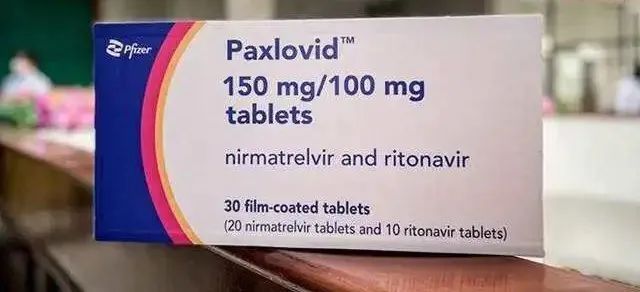 Pfizer
Paxlovid™
150 mg/100 mg
tablets
nirmatrelvir and ritonavir
30 film-coated tablets
(20 nirmatrelvir tablets and 10 ritonavir tablets)